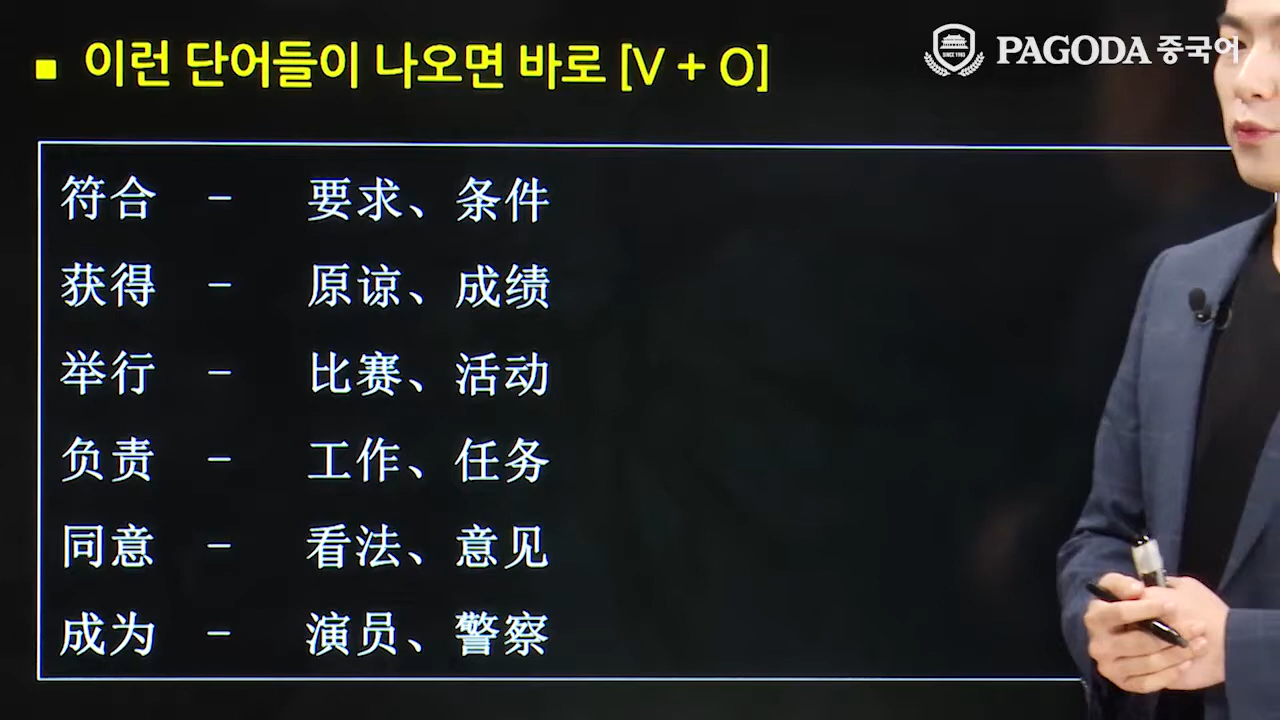 ▪ 이런 단어들이 나오면 바로 [V + O]
SINCE 1983
PAGODA 중국어
符合 - 要求、条件
获得 - 原谅、成绩
举行 - 比赛、活动
负责 - 工作、任务
同意 - 看法、意见
成为 - 演员、警察